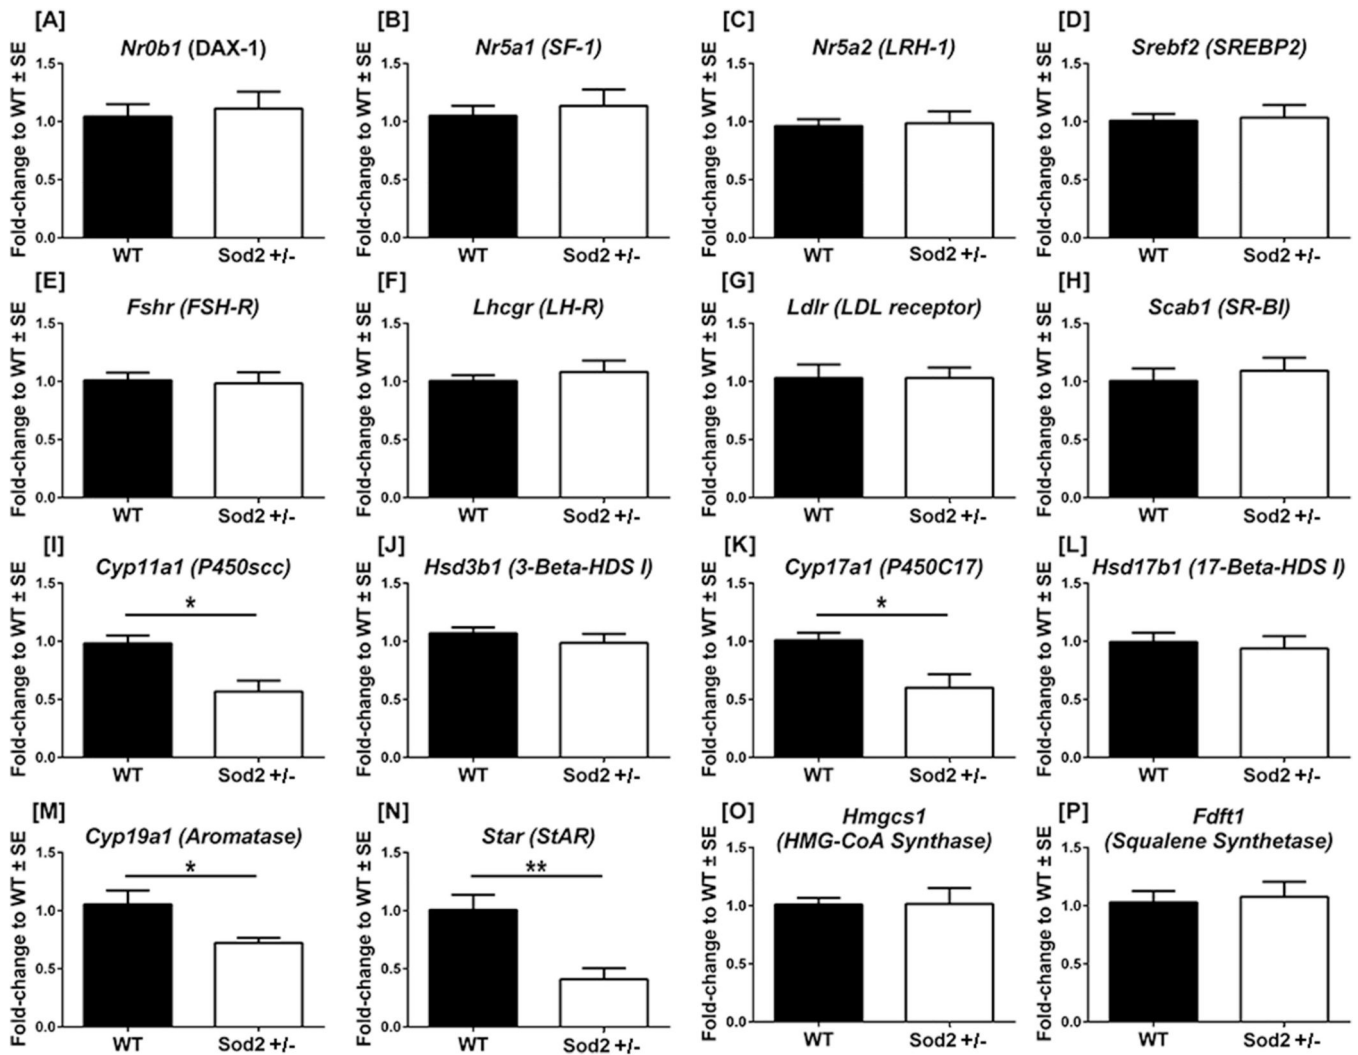 [A]
Nr0b1 (DAX-1)
Fold-change to WT ± SE
1.5
1.0
0.5
0.0
WT Sod2 +/-
[B]
Nr5a1 (SF-1)
Fold-change to WT ± SE
1.5
1.0
0.5
0.0
WT Sod2 +/-
[C]
Nr5a2 (LRH-1)
Fold-change to WT ± SE
1.5
1.0
0.5
0.0
WT Sod2 +/-
[D]
Srebf2 (SREBP2)
Fold-change to WT ± SE
1.5
1.0
0.5
0.0
WT Sod2 +/-
[E]
Fshr (FSH-R)
Fold-change to WT ± SE
1.5
1.0
0.5
0.0
WT Sod2 +/-
[F]
Lhcgr (LH-R)
Fold-change to WT ± SE
1.5
1.0
0.5
0.0
WT Sod2 +/-
[G]
Ldlr (LDL receptor)
Fold-change to WT ± SE
1.5
1.0
0.5
0.0
WT Sod2 +/-
[H]
Scab1 (SR-BI)
Fold-change to WT ± SE
1.5
1.0
0.5
0.0
WT Sod2 +/-
[I]
Cyp11a1 (P450scc)
Fold-change to WT ± SE
1.5
1.0
0.5
0.0
*
WT Sod2 +/-
[J]
Hsd3b1 (3-Beta-HDS I)
Fold-change to WT ± SE
1.5
1.0
0.5
0.0
WT Sod2 +/-
[K]
Cyp17a1 (P450C17)
Fold-change to WT ± SE
1.5
1.0
0.5
0.0
*
WT Sod2 +/-
[L]
Hsd17b1 (17-Beta-HDS I)
Fold-change to WT ± SE
1.5
1.0
0.5
0.0
WT Sod2 +/-
[M]
Cyp19a1 (Aromatase)
Fold-change to WT ± SE
1.5
1.0
0.5
0.0
*
WT Sod2 +/-
[N]
Star (StAR)
Fold-change to WT ± SE
1.5
1.0
0.5
0.0
**
WT Sod2 +/-
[O]
Hmgcs1
(HMG-CoA Synthase)
Fold-change to WT ± SE
1.5
1.0
0.5
0.0
WT Sod2 +/-
[P]
Fdft1
(Squalene Synthetase)
Fold-change to WT ± SE
1.5
1.0
0.5
0.0
WT Sod2 +/-